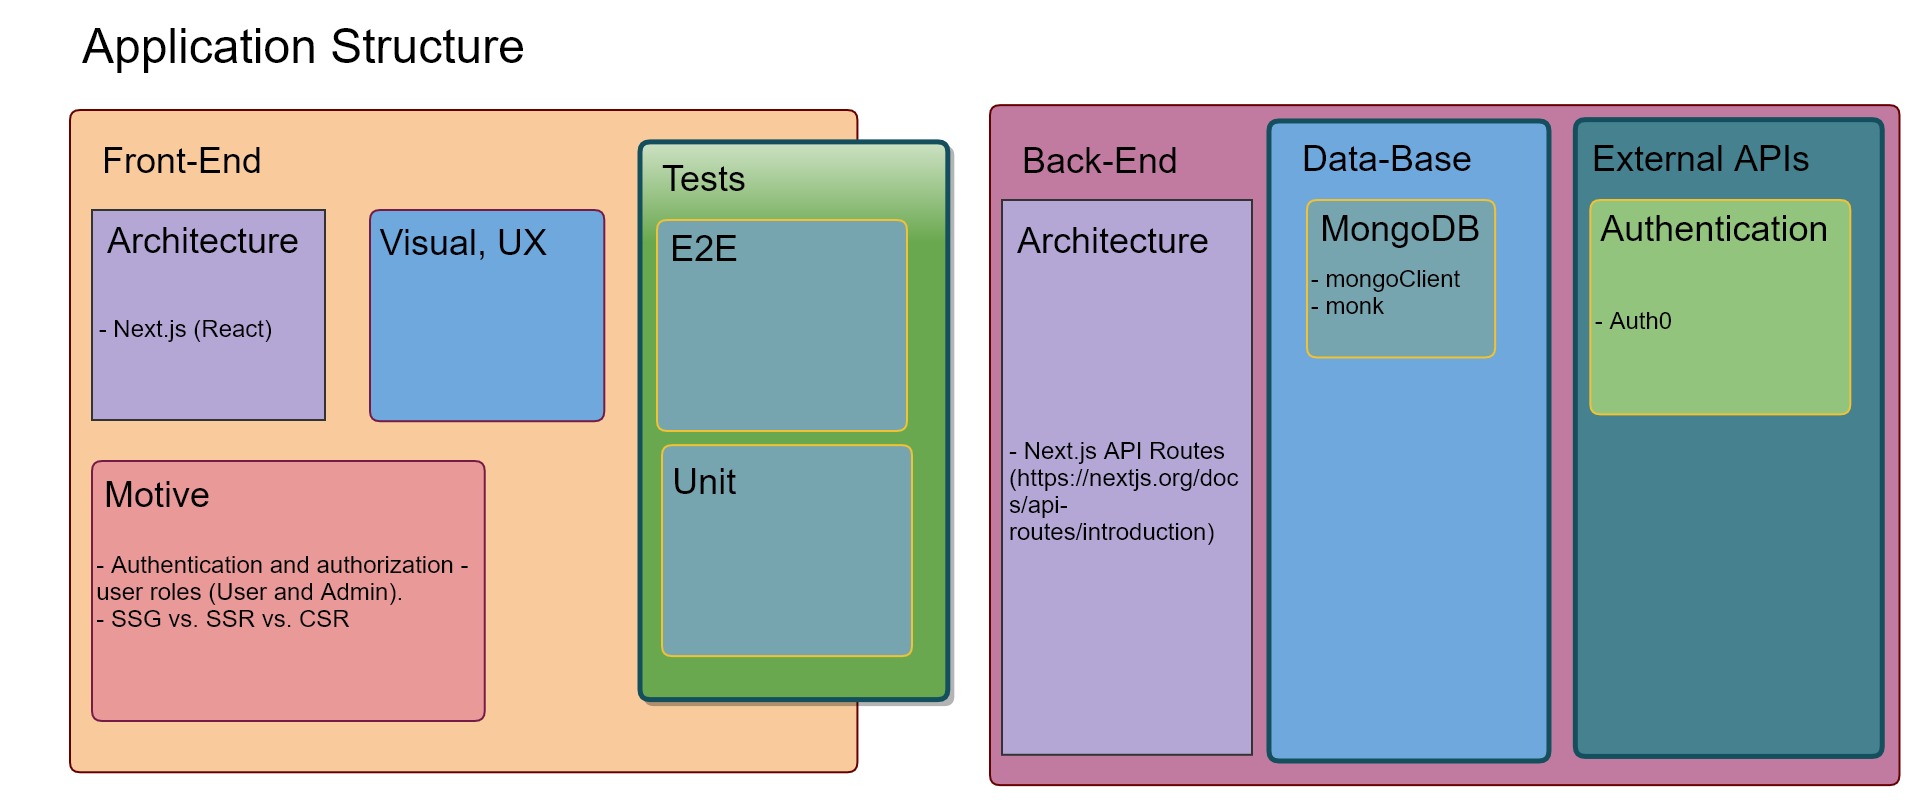 Application Structure
Front-End
Architecture
- Next.js (React)
Visual, UX
Motive
- Authentication and authorization -
user roles (User and Admin).
- SSG vs. SSR vs. CSR
Tests
E2E
Unit
Back-End
Architecture
- Next.js API Routes
(https://nextjs.org/doc
s/api-
routes/introduction)
Data-Base
MongoDB
- mongoClient
- monk
External APIs
Authentication
- Auth0